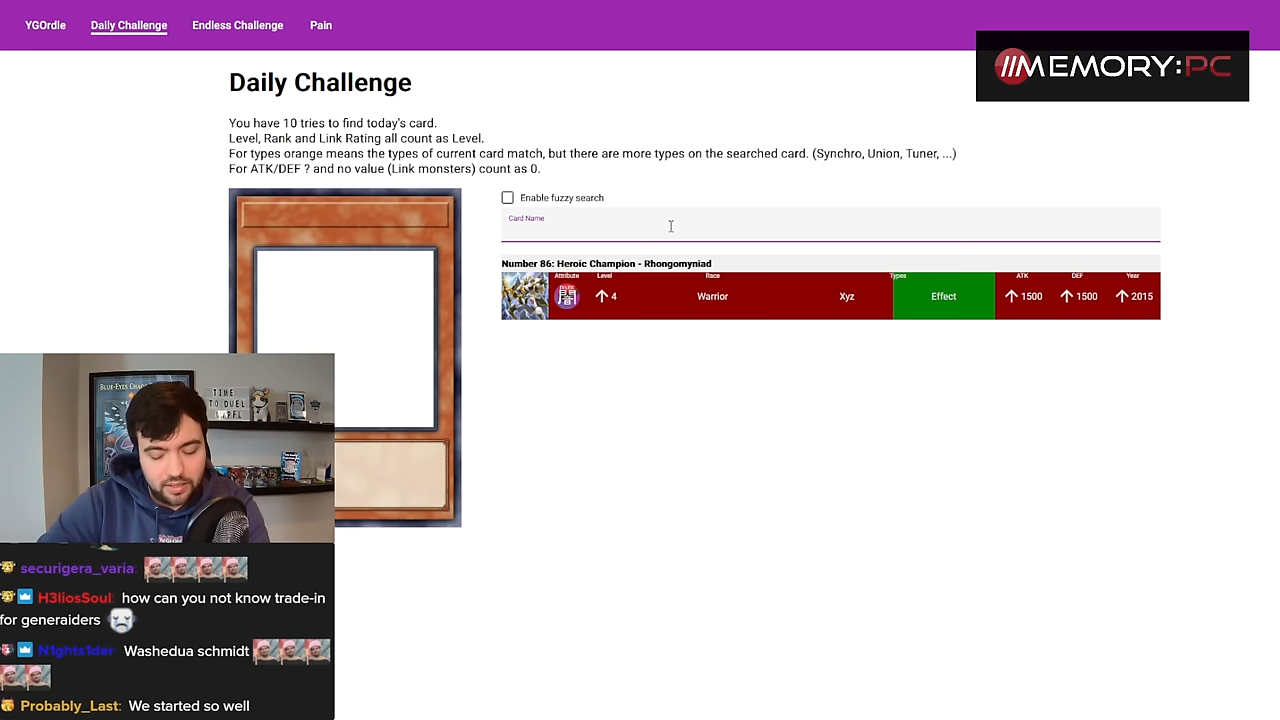 YGOrdle Daily Challenge Endless Challenge Pain
MEMORY:PC
Daily Challenge
You have 10 tries to find today's card.
Level, Rank and Link Rating all count as Level.
For types orange means the types of current card match, but there are more types on the searched card. (Synchro, Union, Tuner, ...)
For ATK/DEF ? and no value (Link monsters) count as 0.
Enable fuzzy search
Card Name
Number 86: Heroic Champion - Rhongomyniad
Attribute Level Race Types ATK DEF Year
DARK 闇 4 Warrior Xyz Effect 1500 1500 2015
BLUE-EYES
TIME
TO DUEL
securigera_varia:
H3liosSoul: how can you not know trade-in
for generaiders
N1ghts1der: Washedua schmidt
Probably_Last: We started so well